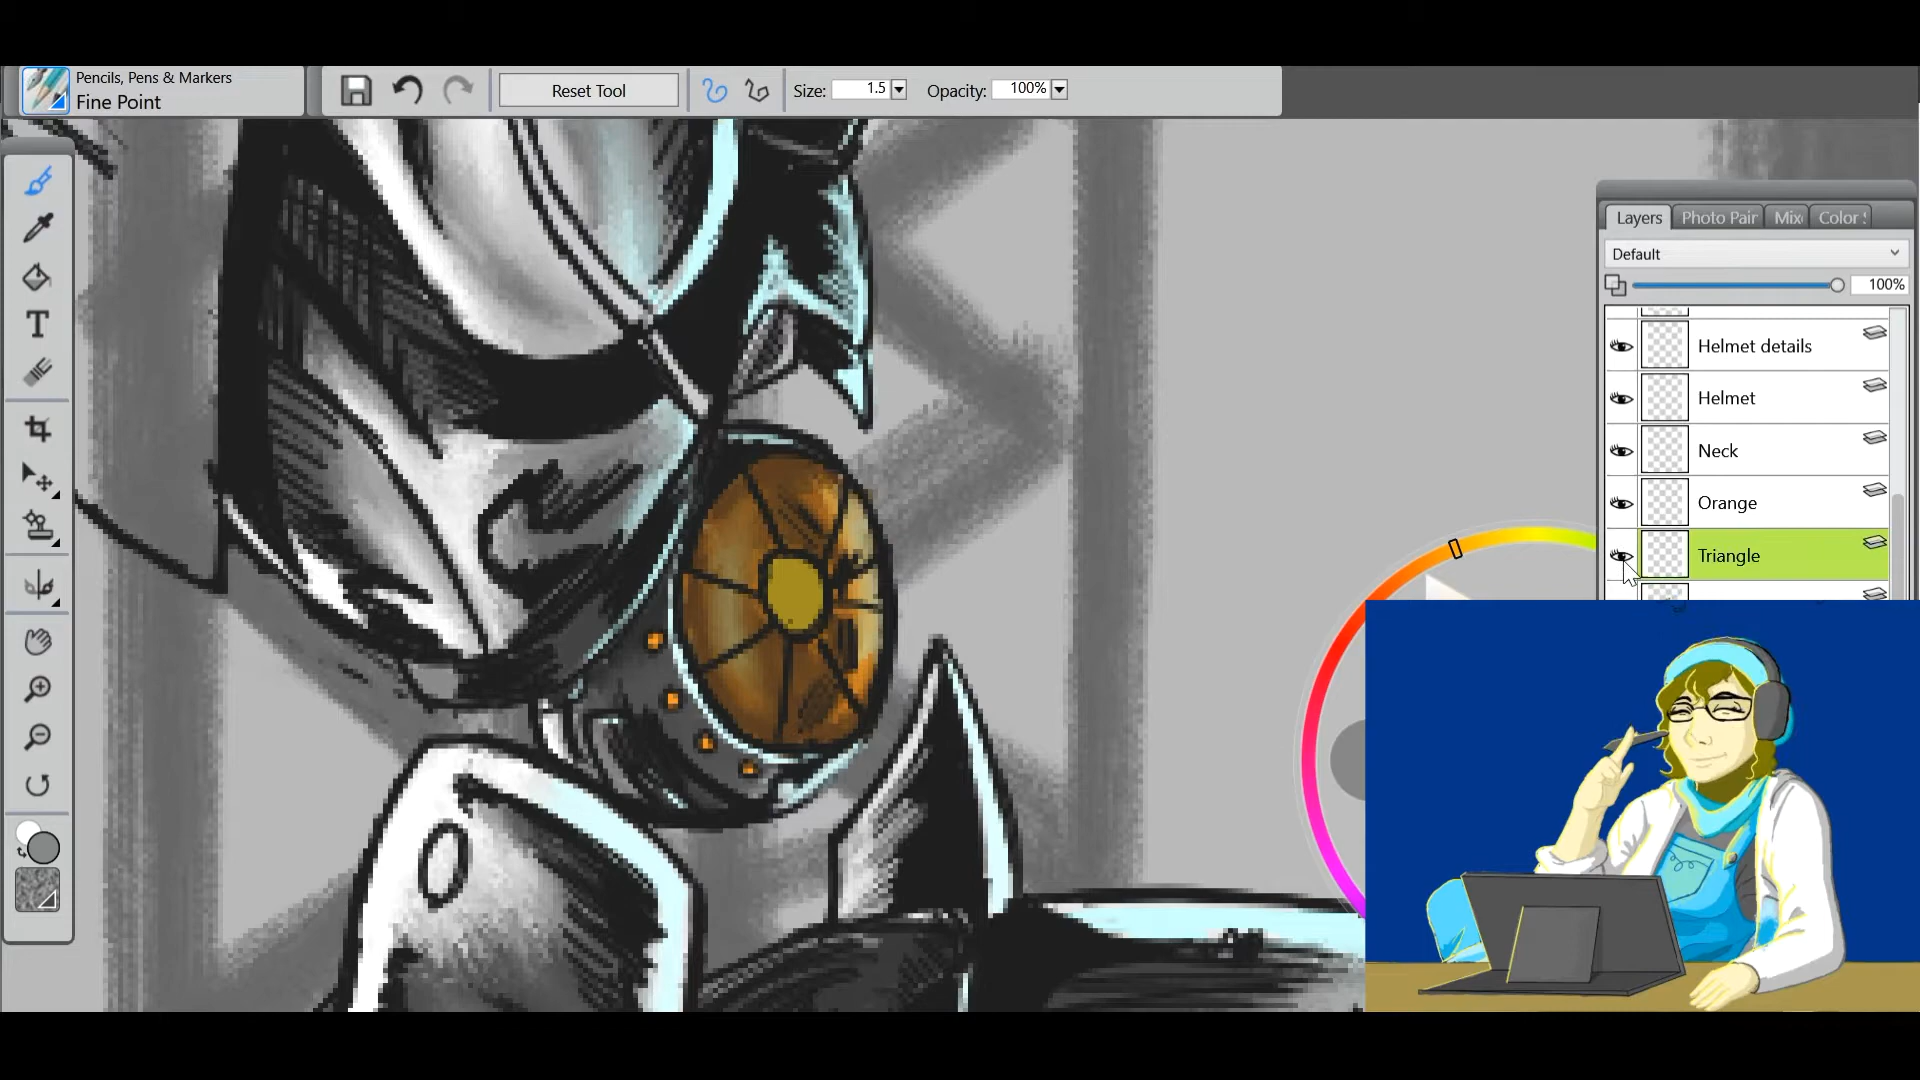 Pencils, Pens & Markers
Fine Point
Reset Tool
Size: 1.5
Opacity: 100%
Layers Photo Pair Mix Color
Default
100%
Helmet details
Helmet
Neck
Orange
Triangle
T